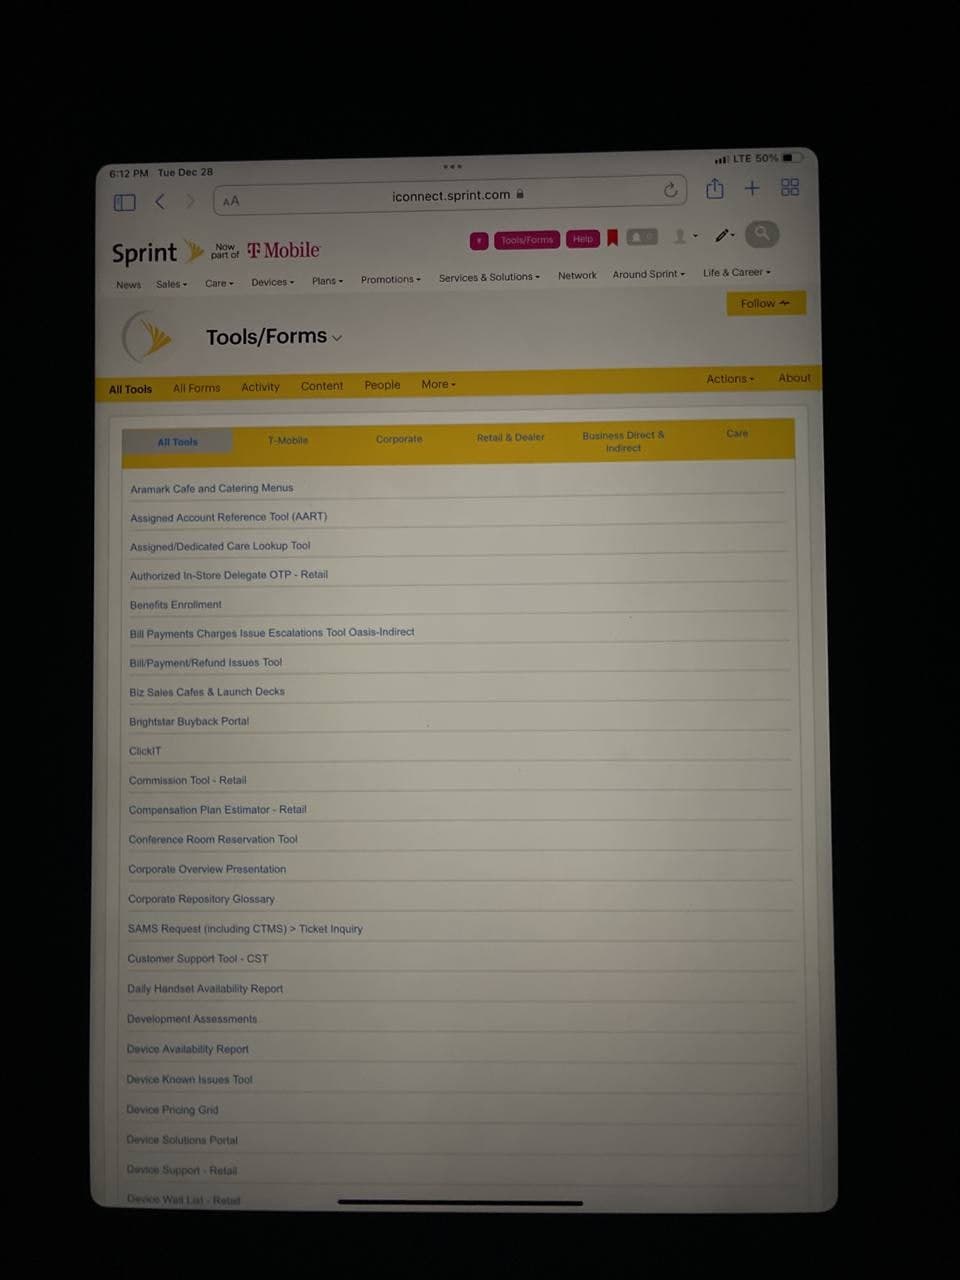 6:12 PM Tue Dec 28
LTE 50%
AA
iconnect.sprint.com
Sprint
Now
part of
T Mobile
Tools/Forms
Help
0
News
Sales
Care
Devices
Plans
Promotions
Services & Solutions
Network
Around Sprint
Life & Career
Follow
Tools/Forms
All Tools
All Forms
Activity
Content
People
More
Actions
About
All Tools
T-Mobile
Corporate
Retail & Dealer
Business Direct &
Indirect
Care
Aramark Cafe and Catering Menus
Assigned Account Reference Tool (AART)
Assigned/Dedicated Care Lookup Tool
Authorized In-Store Delegate OTP - Retail
Benefits Enrollment
Bill Payments Charges Issue Escalations Tool Oasis-Indirect
Bill/Payment/Refund Issues Tool
Biz Sales Cafes & Launch Decks
Brightstar Buyback Portal
ClickIT
Commission Tool - Retail
Compensation Plan Estimator - Retail
Conference Room Reservation Tool
Corporate Overview Presentation
Corporate Repository Glossary
SAMS Request (including CTMS) > Ticket Inquiry
Customer Support Tool - CST
Daily Handset Availability Report
Development Assessments
Device Availability Report
Device Known Issues Tool
Device Pricing Grid
Device Solutions Portal
Device Support - Retail
Device Wait List - Retail